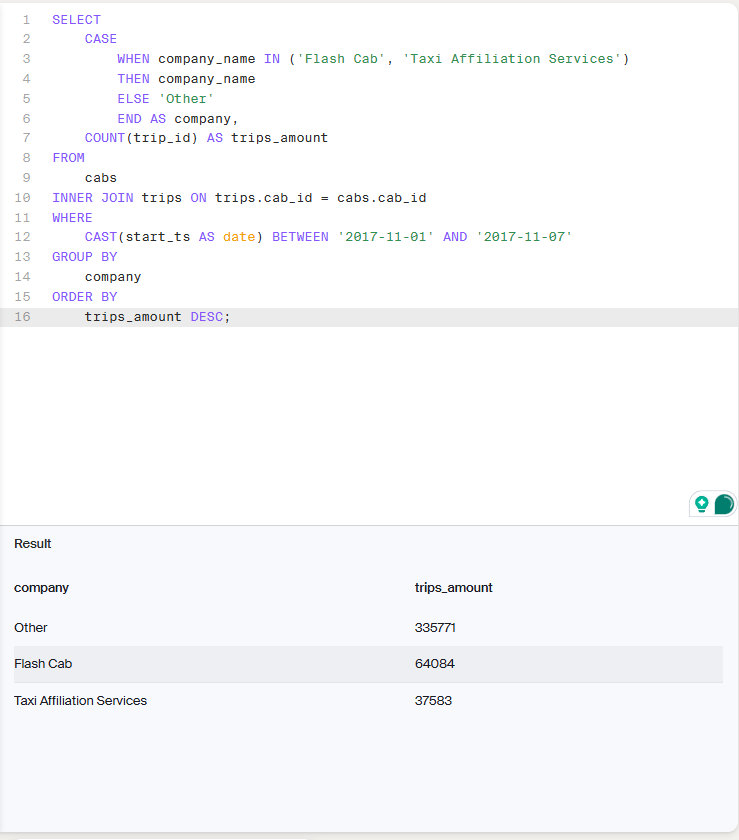 1 SELECT
2 CASE
3 WHEN company_name IN ('Flash Cab', 'Taxi Affiliation Services')
4 THEN company_name
5 ELSE 'Other'
6 END AS company,
7 COUNT(trip_id) AS trips_amount
8 FROM
9 cabs
10 INNER JOIN trips ON trips.cab_id = cabs.cab_id
11 WHERE
12 CAST(start_ts AS date) BETWEEN '2017-11-01' AND '2017-11-07'
13 GROUP BY
14 company
15 ORDER BY
16 trips_amount DESC;
Result
company trips_amount
Other 335771
Flash Cab 64084
Taxi Affiliation Services 37583